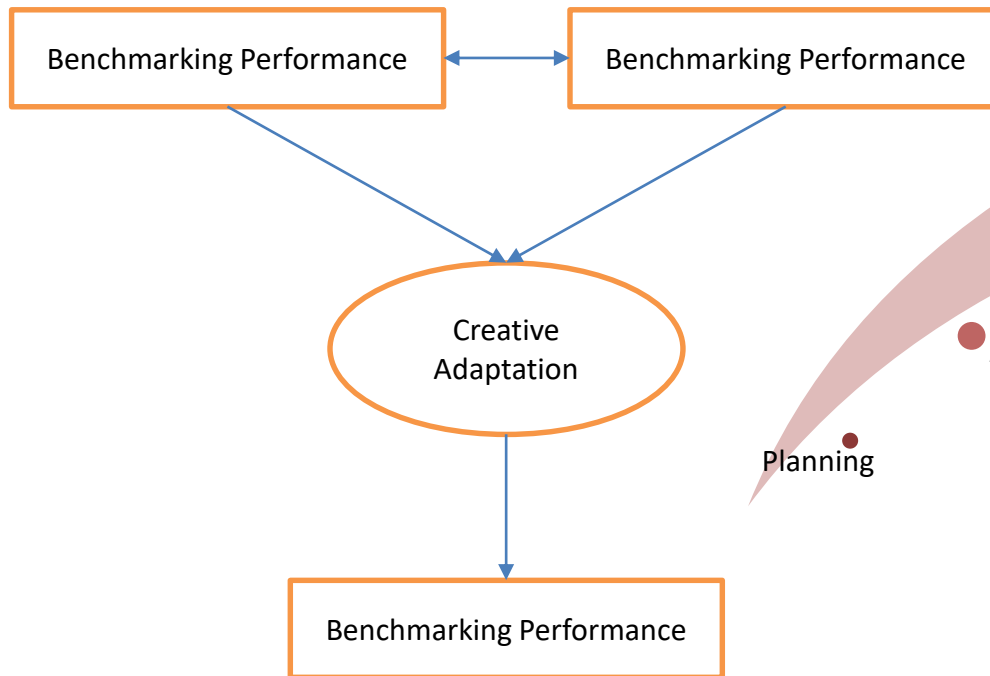 Benchmarking Performance
Benchmarking Performance
Creative
Adaptation
Planning
Benchmarking Performance